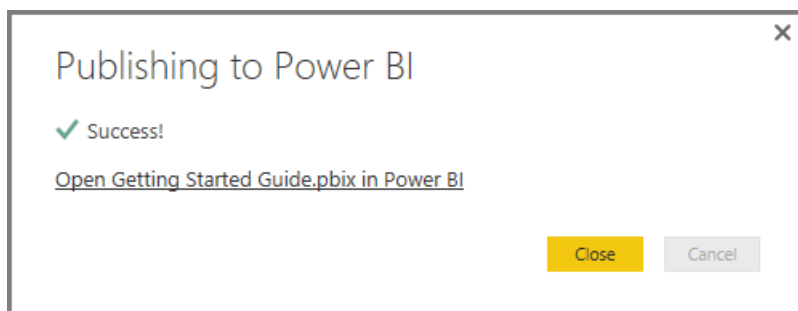 Publishing to Power BI
Success!
Open Getting Started Guide.pbix in Power BI
Close Cancel